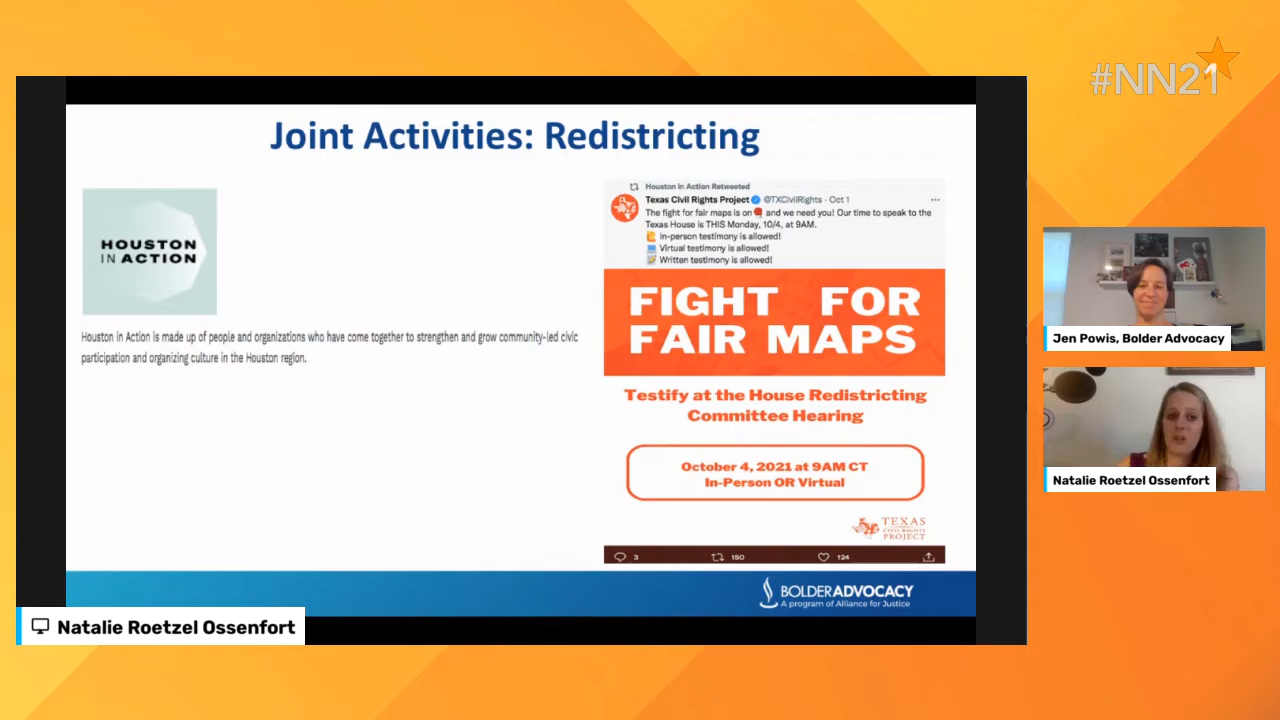 #NN21
Joint Activities: Redistricting
HOUSTON
IN ACTION
Houston in Action is made up of people and organizations who have come together to strengthen and grow community-led civic
participation and organizing culture in the Houston region.
Houston in Action Retweeted
Texas Civil Rights Project @TXCivilRights · Oct 1
The fight for fair maps is on 🥊 and we need you! Our time to speak to the
Texas House is THIS Monday, 10/4, at 9AM.
In-person testimony is allowed!
Virtual testimony is allowed!
Written testimony is allowed!
FIGHT FOR
FAIR MAPS
Testify at the House Redistricting
Committee Hearing
October 4, 2021 at 9AM CT
In-Person OR Virtual
TEXAS
CIVIL RIGHTS
PROJECT
3 150 124
BOLDERADVOCACY
A program of Alliance for Justice
Natalie Roetzel Ossenfort
Jen Powis, Bolder Advocacy
Natalie Roetzel Ossenfort